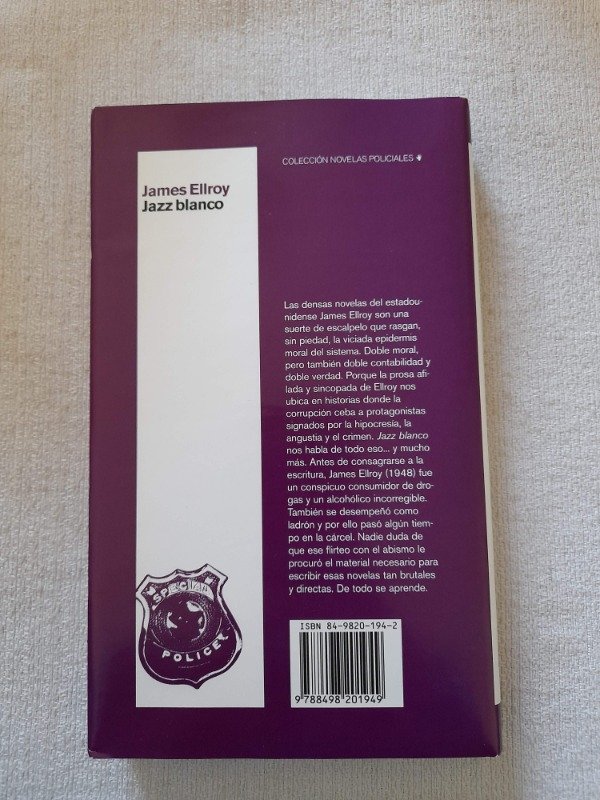 COLECCIÓN NOVELAS POLICIALES
James Ellroy
Jazz blanco
Las densas novelas del estadou-
nidense James Ellroy son una
suerte de escalpelo que rasgan,
sin piedad, la viciada epidermis
moral del sistema. Doble moral,
pero también doble contabilidad y
doble verdad. Porque la prosa afi-
lada y sincopada de Ellroy nos
ubica en historias donde la
corrupción ceba a protagonistas
signados por la hipocresía, la
angustia y el crimen. Jazz blanco
nos habla de todo eso... y mucho
más. Antes de consagrarse a la
escritura, James Ellroy (1948) fue
un conspicuo consumidor de dro-
gas y un alcohólico incorregible.
También se desempeñó como
ladrón y por ello pasó algún tiem-
po en la cárcel. Nadie duda de
que ese flirteo con el abismo le
procuró el material necesario para
escribir esas novelas tan brutales
y directas. De todo se aprende.
SPECIAL
POLICE
ISBN 84-9820-194-2
9788498201949